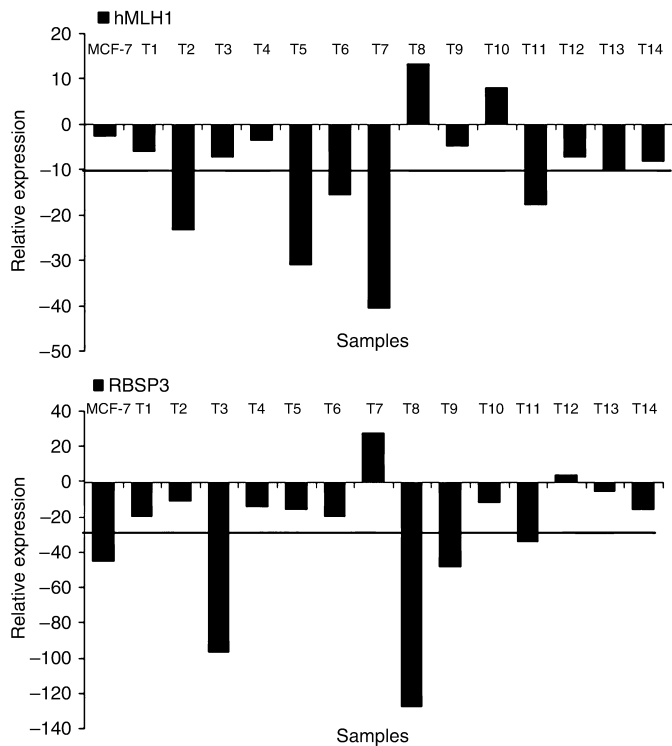 hMLH1
20
MCF-7 T1 T2 T3 T4 T5 T6 T7 T8 T9 T10 T11 T12 T13 T14
10
0
−10
−20
−30
−40
−50
Relative expression
Samples
RBSP3
40
MCF-7 T1 T2 T3 T4 T5 T6 T7 T8 T9 T10 T11 T12 T13 T14
20
0
−20
−40
−60
−80
−100
−120
−140
Relative expression
Samples